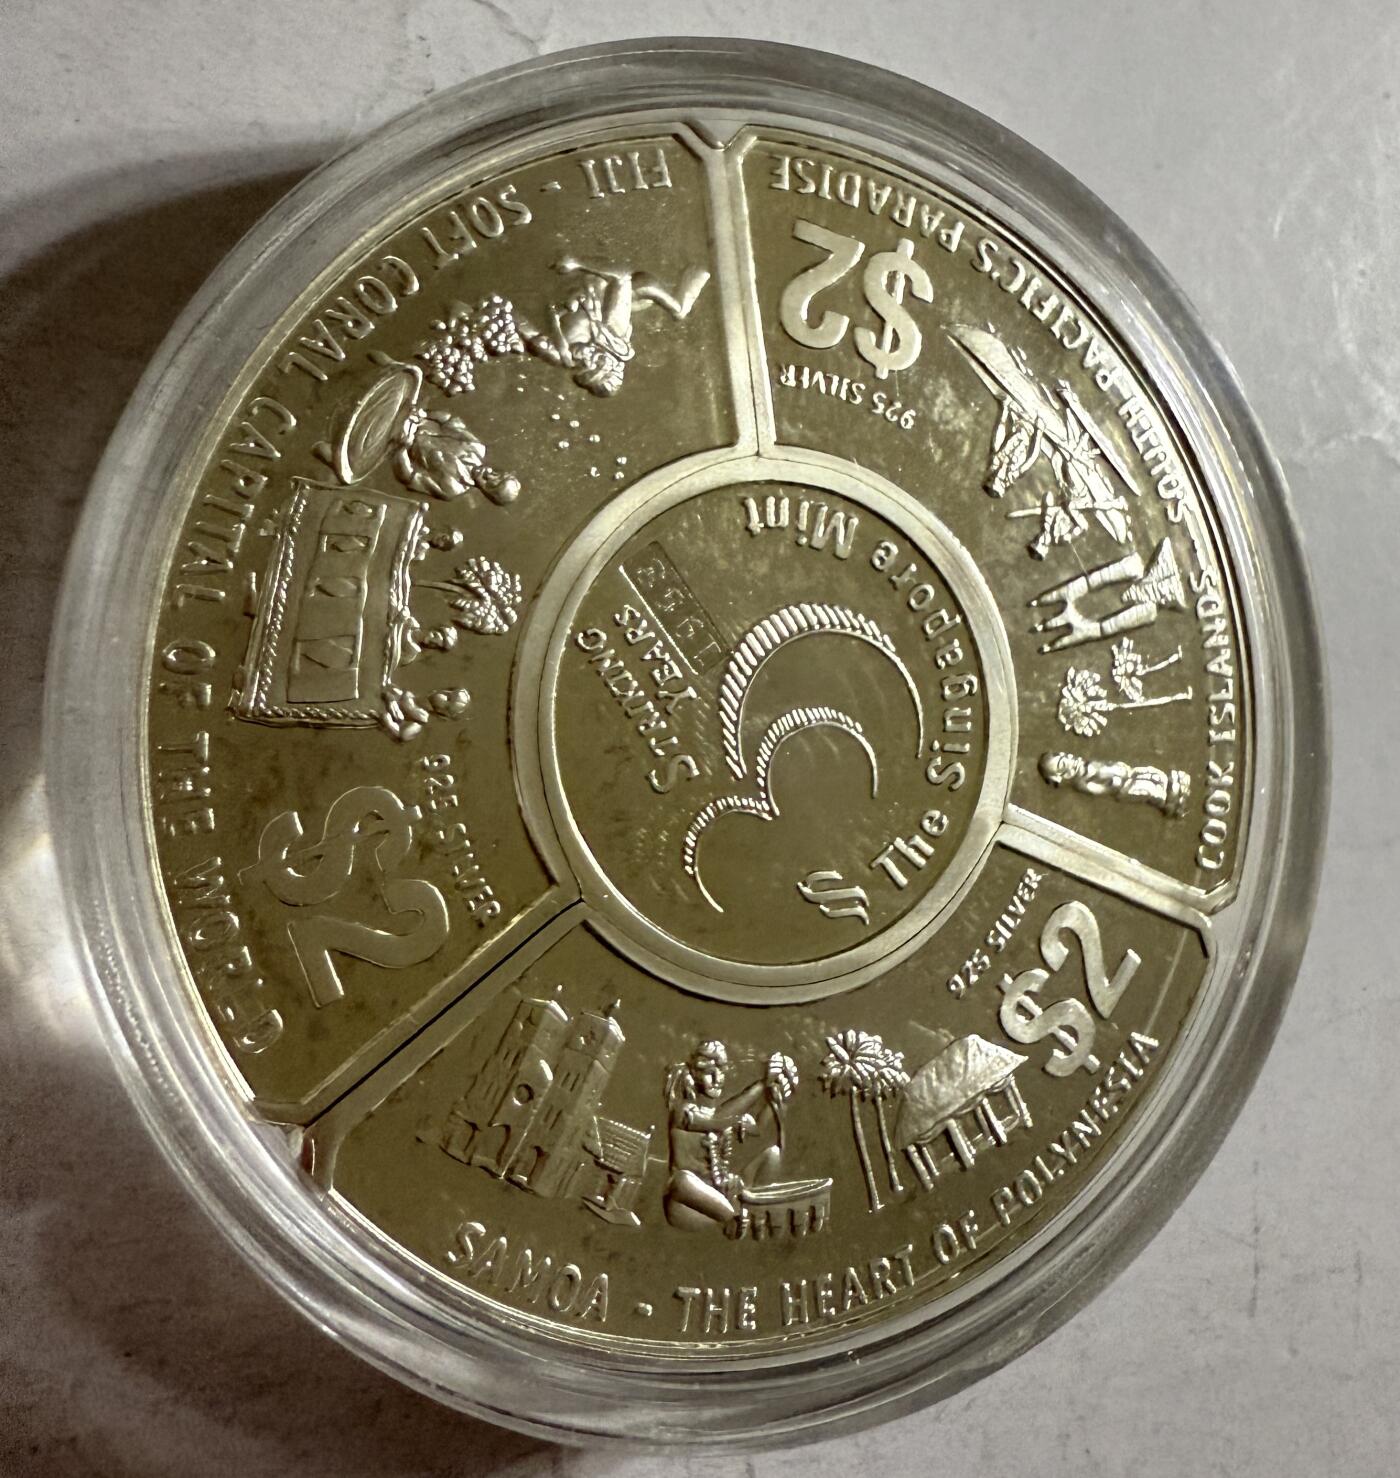 FIJI - SOFT CORAL CAPITAL OF THE WORLD
$2
925 SILVER
COOK ISLANDS - SOUTH PACIFIC'S PARADISE
$2
925 SILVER
SAMOA - THE HEART OF POLYNESIA
$2
925 SILVER
STRIKING
YEARS
The Singapore Mint